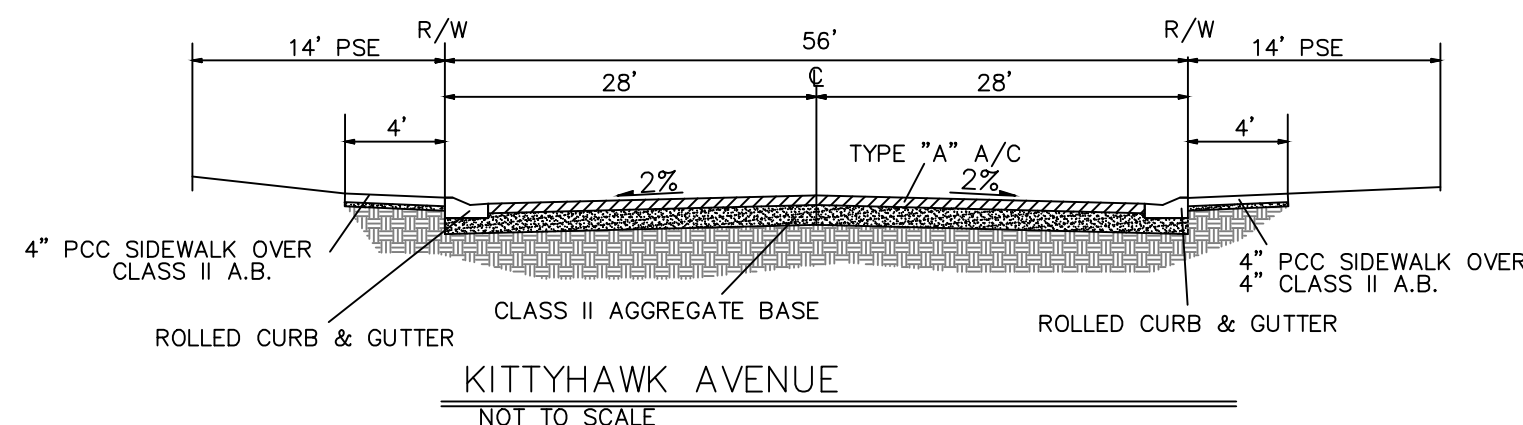 R/W
R/W
14' PSE
56'
14' PSE
28'
℄
28'
4'
4'
TYPE "A" A/C
2%
2%
4" PCC SIDEWALK OVER
CLASS II A.B.
4" PCC SIDEWALK OVER
4" CLASS II A.B.
CLASS II AGGREGATE BASE
ROLLED CURB & GUTTER
ROLLED CURB & GUTTER
KITTYHAWK AVENUE
NOT TO SCALE